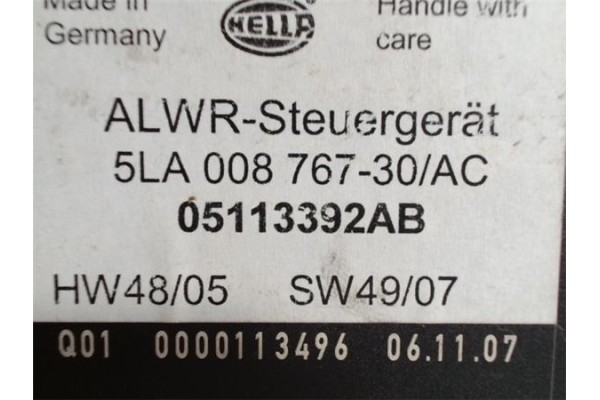 Made in
Germany
HELLA
Handle with
care
ALWR-Steuergerät
5LA 008 767-30/AC
05113392AB
HW48/05 SW49/07
Q01 0000113496 06.11.07